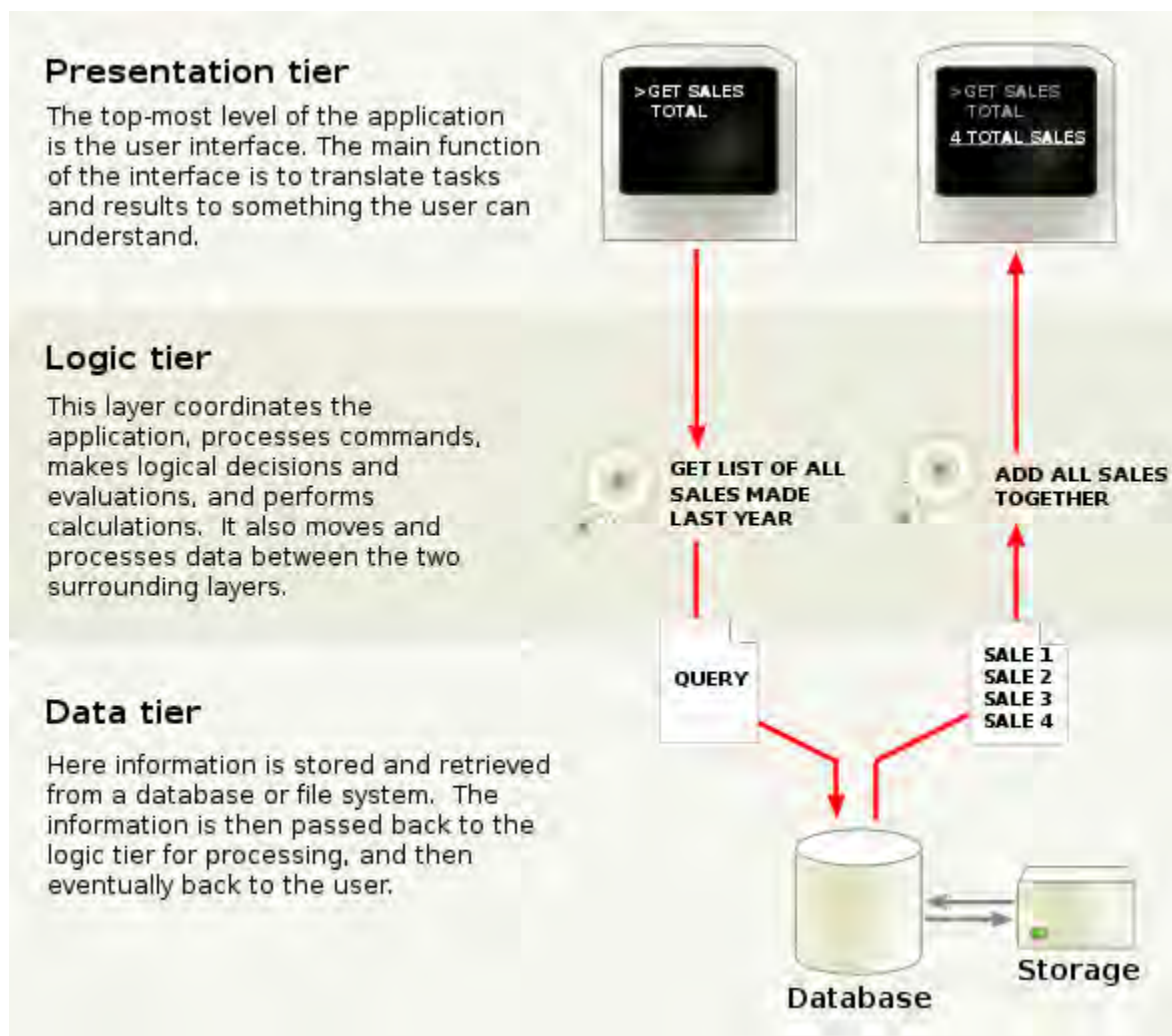 Presentation tier
The top-most level of the application
is the user interface. The main function
of the interface is to translate tasks
and results to something the user can
understand.
>GET SALES
TOTAL
>GET SALES
TOTAL
4 TOTAL SALES
Logic tier
This layer coordinates the
application, processes commands,
makes logical decisions and
evaluations, and performs
calculations.  It also moves and
processes data between the two
surrounding layers.
GET LIST OF ALL
SALES MADE
LAST YEAR
ADD ALL SALES
TOGETHER
QUERY
SALE 1
SALE 2
SALE 3
SALE 4
Data tier
Here information is stored and retrieved
from a database or file system.  The
information is then passed back to the
logic tier for processing, and then
eventually back to the user.
Database
Storage